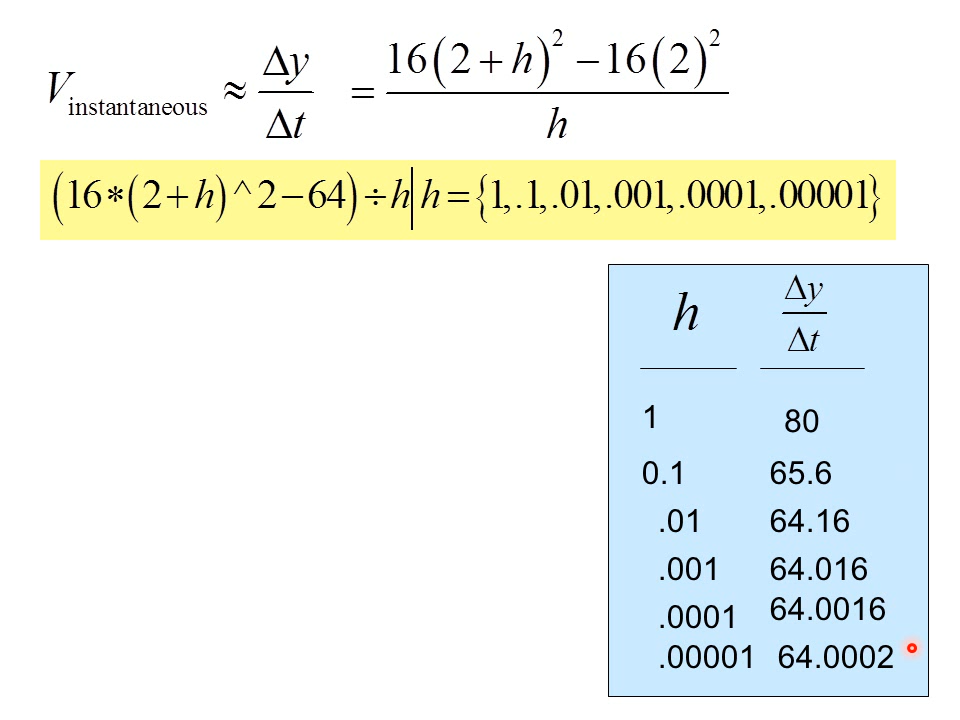 V instantaneous ≈ Δy/Δt = (16(2+h)² − 16(2)²)/h
(16*(2+h)^2−64)÷h|h={1,.1,.01,.001,.0001,.00001}
h Δy/Δt
1 80
0.1 65.6
.01 64.16
.001 64.016
.0001 64.0016
.00001 64.0002